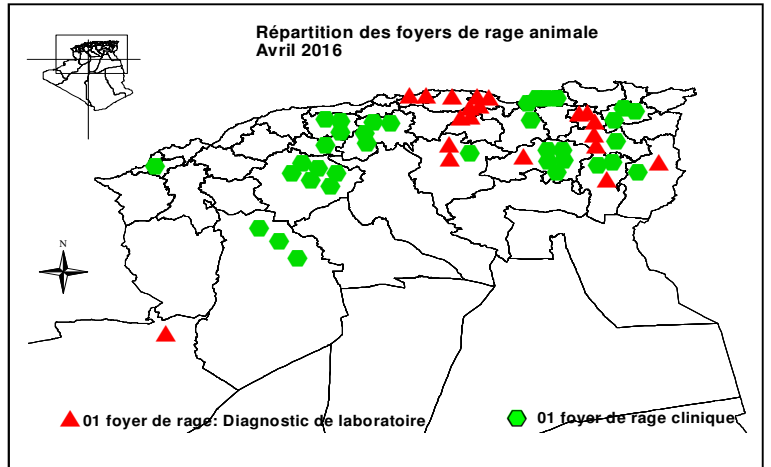 Répartition des foyers de rage animale
Avril 2016
N
01 foyer de rage: Diagnostic de laboratoire
01 foyer de rage clinique